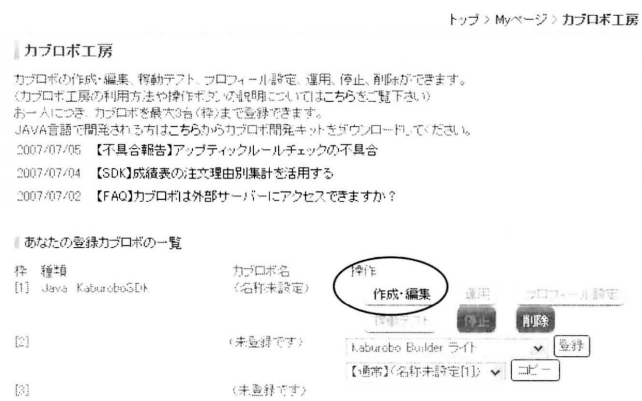 トップ > Myページ > カブロボ工房
カブロボ工房
カブロボの作成・編集、稼動テスト、プロフィール設定、運用、停止、削除ができます。
(カブロボ工房の利用方法や操作ボタンの説明についてはこちらをご覧下さい)
お一人につき、カブロボを最大3台(枠)まで登録できます。
JAVA言語で開発される方はこちらからカブロボ開発キットをダウンロードしてください。
2007/07/05 【不具合報告】アップティックルールチェックの不具合
2007/07/04 【SDK】成績表の注文理由別集計を活用する
2007/07/02 【FAQ】カブロボは外部サーバーにアクセスできますか？
あなたの登録カブロボの一覧
枠 種類 カブロボ名 操作
[1] Java KaburoboSDK (名称未設定) 作成・編集 運用 プロフィール設定
稼働テスト 停止 削除
[2] (未登録です) Kaburobo Builder ライト 登録
【通常】(名称未設定[1]) コピー
[3] (未登録です)